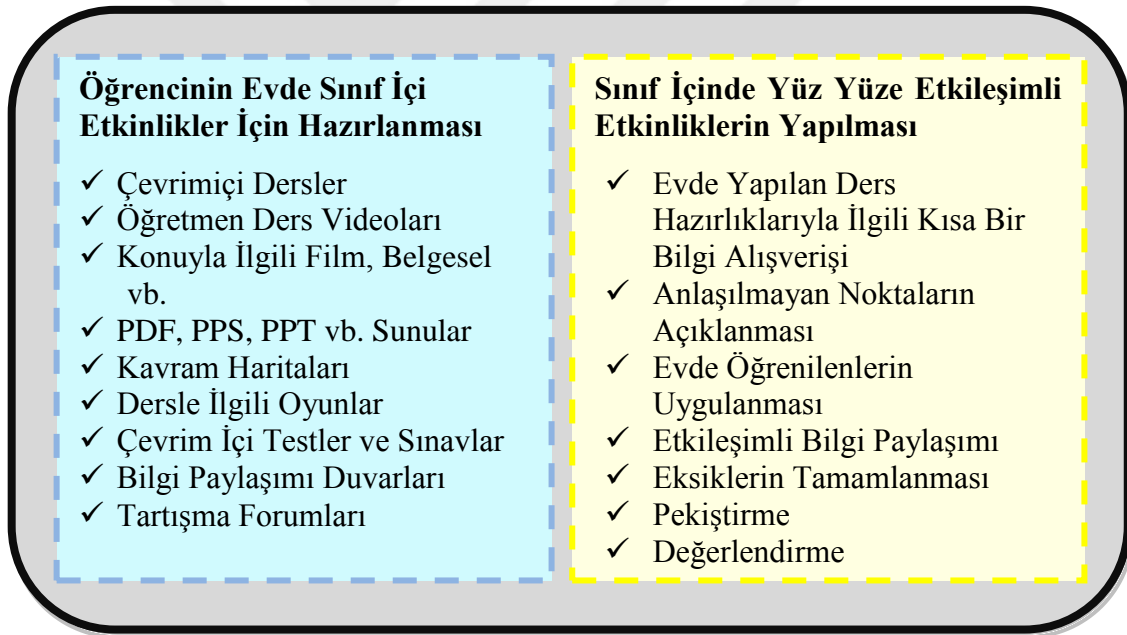 Öğrencinin Evde Sınıf İçi
Etkinlikler İçin Hazırlanması
✓ Çevrimiçi Dersler
✓ Öğretmen Ders Videoları
✓ Konuyla İlgili Film, Belgesel
vb.
✓ PDF, PPS, PPT vb. Sunular
✓ Kavram Haritaları
✓ Dersle İlgili Oyunlar
✓ Çevrim İçi Testler ve Sınavlar
✓ Bilgi Paylaşımı Duvarları
✓ Tartışma Forumları
Sınıf İçinde Yüz Yüze Etkileşimli
Etkinliklerin Yapılması
✓ Evde Yapılan Ders
Hazırlıklarıyla İlgili Kısa Bir
Bilgi Alışverişi
✓ Anlaşılmayan Noktaların
Açıklanması
✓ Evde Öğrenilenlerin
Uygulanması
✓ Etkileşimli Bilgi Paylaşımı
✓ Eksiklerin Tamamlanması
✓ Pekiştirme
✓ Değerlendirme